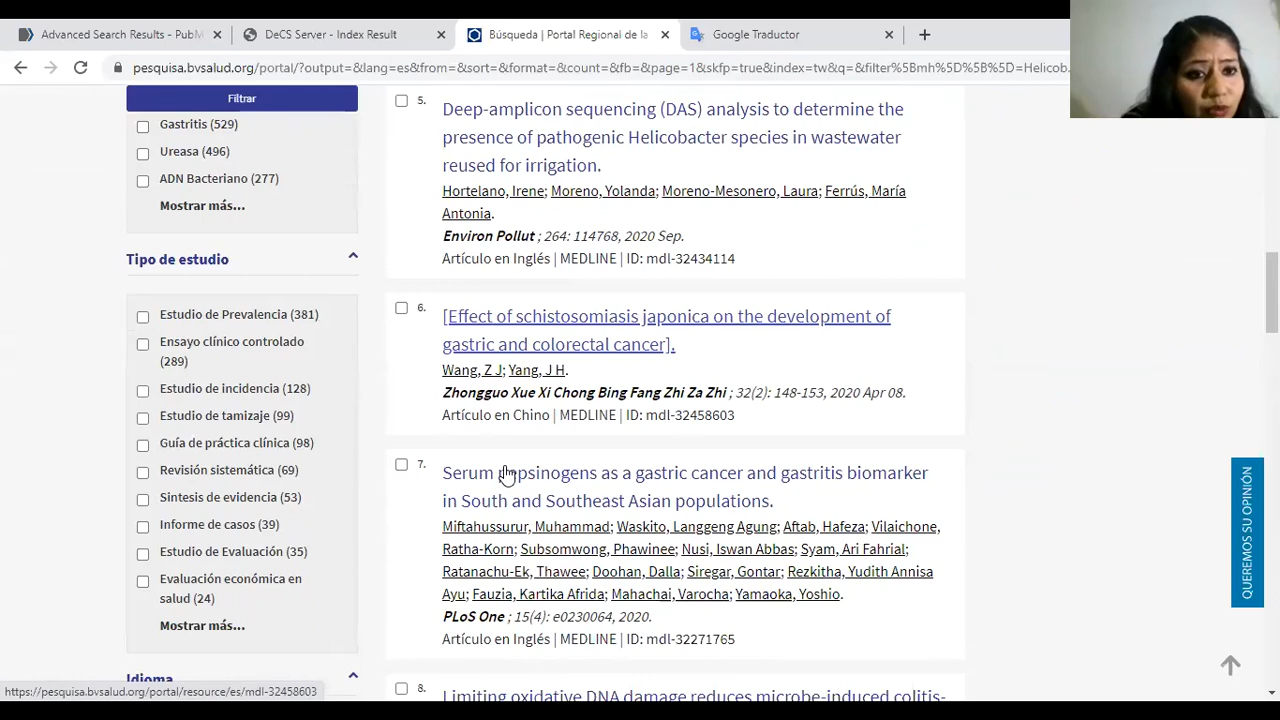 Advanced Search Results - PubM
DeCS Server - Index Result
Búsqueda | Portal Regional de la
Google Traductor
pesquisa.bvsalud.org/portal/?output=&lang=es&from=&sort=&format=&count=&fb=&page=1&skfp=true&index=tw&q=&filter%5Bmh%5D%5B%5D=Helicob.
Filtrar
Gastritis (529)
Ureasa (496)
ADN Bacteriano (277)
Mostrar más...
Tipo de estudio
Estudio de Prevalencia (381)
Ensayo clínico controlado
(289)
Estudio de incidencia (128)
Estudio de tamizaje (99)
Guía de práctica clínica (98)
Revisión sistemática (69)
Sintesis de evidencia (53)
Informe de casos (39)
Estudio de Evaluación (35)
Evaluación económica en
salud (24)
Mostrar más...
Idioma
5.
Deep-amplicon sequencing (DAS) analysis to determine the
presence of pathogenic Helicobacter species in wastewater
reused for irrigation.
Hortelano, Irene; Moreno, Yolanda; Moreno-Mesonero, Laura; Ferrús, María
Antonia.
Environ Pollut ; 264: 114768, 2020 Sep.
Artículo en Inglés | MEDLINE | ID: mdl-32434114
6.
[Effect of schistosomiasis japonica on the development of
gastric and colorectal cancer].
Wang, Z J; Yang, J H.
Zhongguo Xue Xi Chong Bing Fang Zhi Za Zhi ; 32(2): 148-153, 2020 Apr 08.
Artículo en Chino | MEDLINE | ID: mdl-32458603
7.
Serum pepsinogens as a gastric cancer and gastritis biomarker
in South and Southeast Asian populations.
Miftahussurur, Muhammad; Waskito, Langgeng Agung; Aftab, Hafeza; Vilaichone,
Ratha-Korn; Subsomwong, Phawinee; Nusi, Iswan Abbas; Syam, Ari Fahrial;
Ratanachu-Ek, Thawee; Doohan, Dalla; Siregar, Gontar; Rezkitha, Yudith Annisa
Ayu; Fauzia, Kartika Afrida; Mahachai, Varocha; Yamaoka, Yoshio.
PLoS One ; 15(4): e0230064, 2020.
Artículo en Inglés | MEDLINE | ID: mdl-32271765
8.
Limiting oxidative DNA damage reduces microbe-induced colitis-
QUEREMOS SU OPINIÓN
https://pesquisa.bvsalud.org/portal/resource/es/mdl-32458603